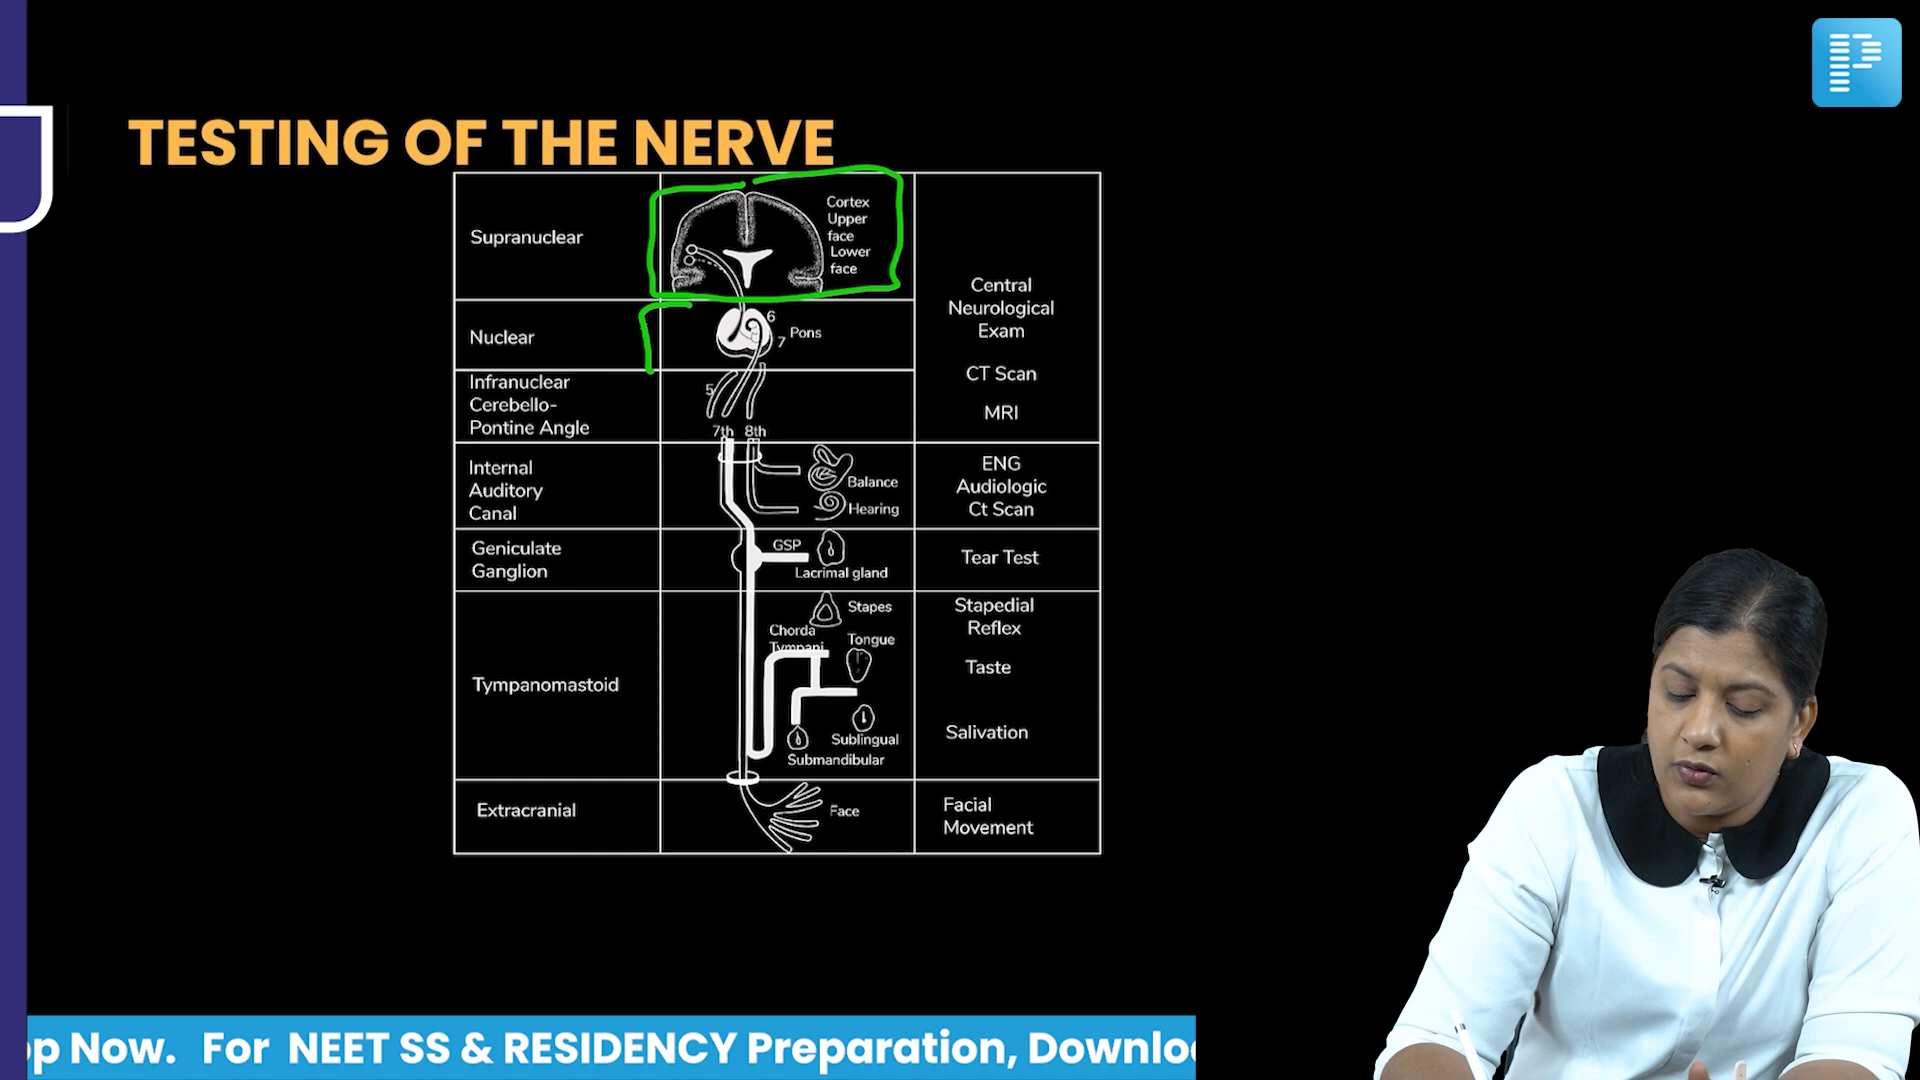 TESTING OF THE NERVE
Supranuclear
Cortex
Upper
face
Lower
face
Central
Neurological
Exam
CT Scan
MRI
Nuclear
6
7
Pons
Infranuclear
Cerebello-
Pontine Angle
5
7th 8th
Internal
Auditory
Canal
Balance
Hearing
ENG
Audiologic
Ct Scan
Geniculate
Ganglion
GSP
Lacrimal gland
Tear Test
Tympanomastoid
Stapes
Chorda
Tympani
Tongue
Sublingual
Submandibular
Stapedial
Reflex
Taste
Salivation
Extracranial
Face
Facial
Movement
p Now. For NEET SS & RESIDENCY Preparation, Downlo